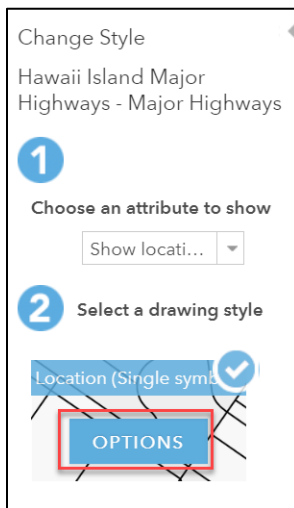 Change Style
Hawaii Island Major
Highways - Major Highways
1
Choose an attribute to show
Show locati...
2 Select a drawing style
Location (Single symb
OPTIONS